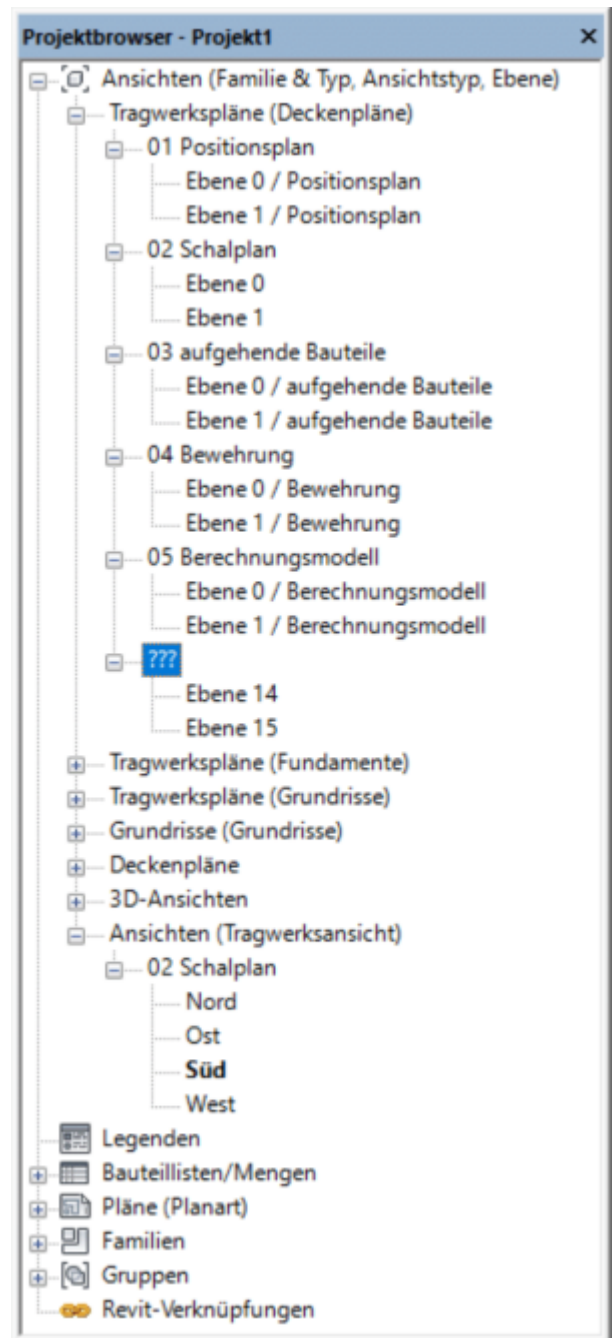 Projektbrowser - Projekt1
Ansichten (Familie & Typ, Ansichtstyp, Ebene)
Tragwerkspläne (Deckenpläne)
01 Positionsplan
Ebene 0 / Positionsplan
Ebene 1 / Positionsplan
02 Schalplan
Ebene 0
Ebene 1
03 aufgehende Bauteile
Ebene 0 / aufgehende Bauteile
Ebene 1 / aufgehende Bauteile
04 Bewehrung
Ebene 0 / Bewehrung
Ebene 1 / Bewehrung
05 Berechnungsmodell
Ebene 0 / Berechnungsmodell
Ebene 1 / Berechnungsmodell
???
Ebene 14
Ebene 15
Tragwerkspläne (Fundamente)
Tragwerkspläne (Grundrisse)
Grundrisse (Grundrisse)
Deckenpläne
3D-Ansichten
Ansichten (Tragwerksansicht)
02 Schalplan
Nord
Ost
Süd
West
Legenden
Bauteillisten/Mengen
Pläne (Planart)
Familien
Gruppen
Revit-Verknüpfungen